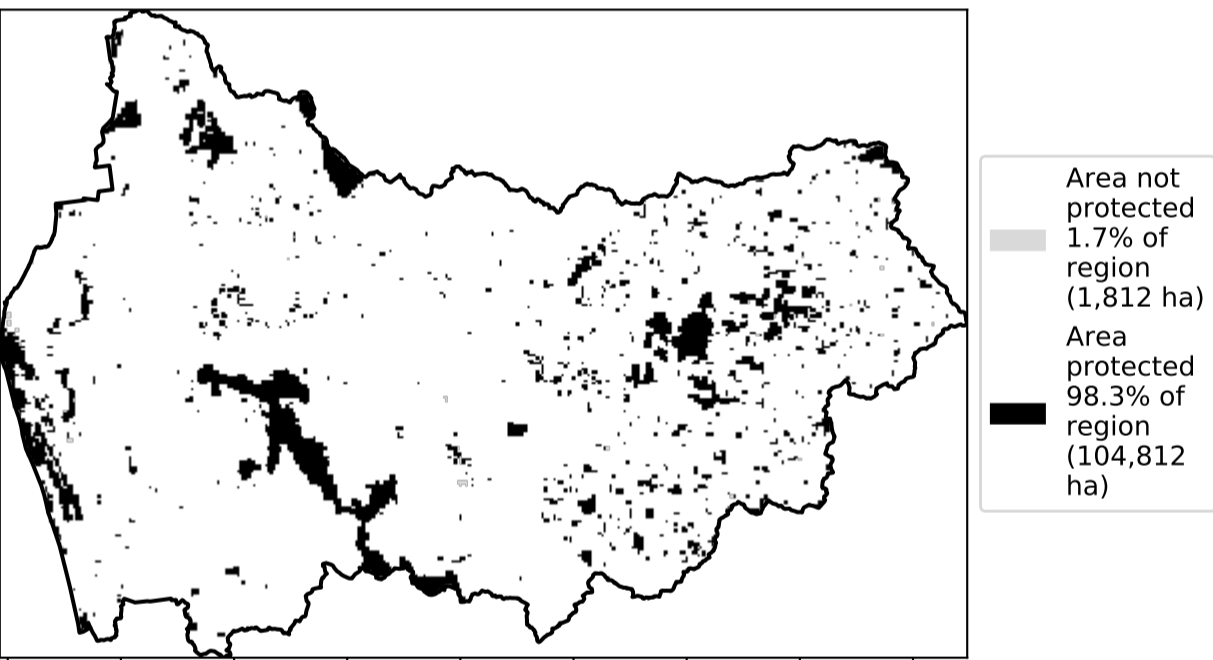 Area not
protected
1.7% of
region
(1,812 ha)
Area
protected
98.3% of
region
(104,812
ha)